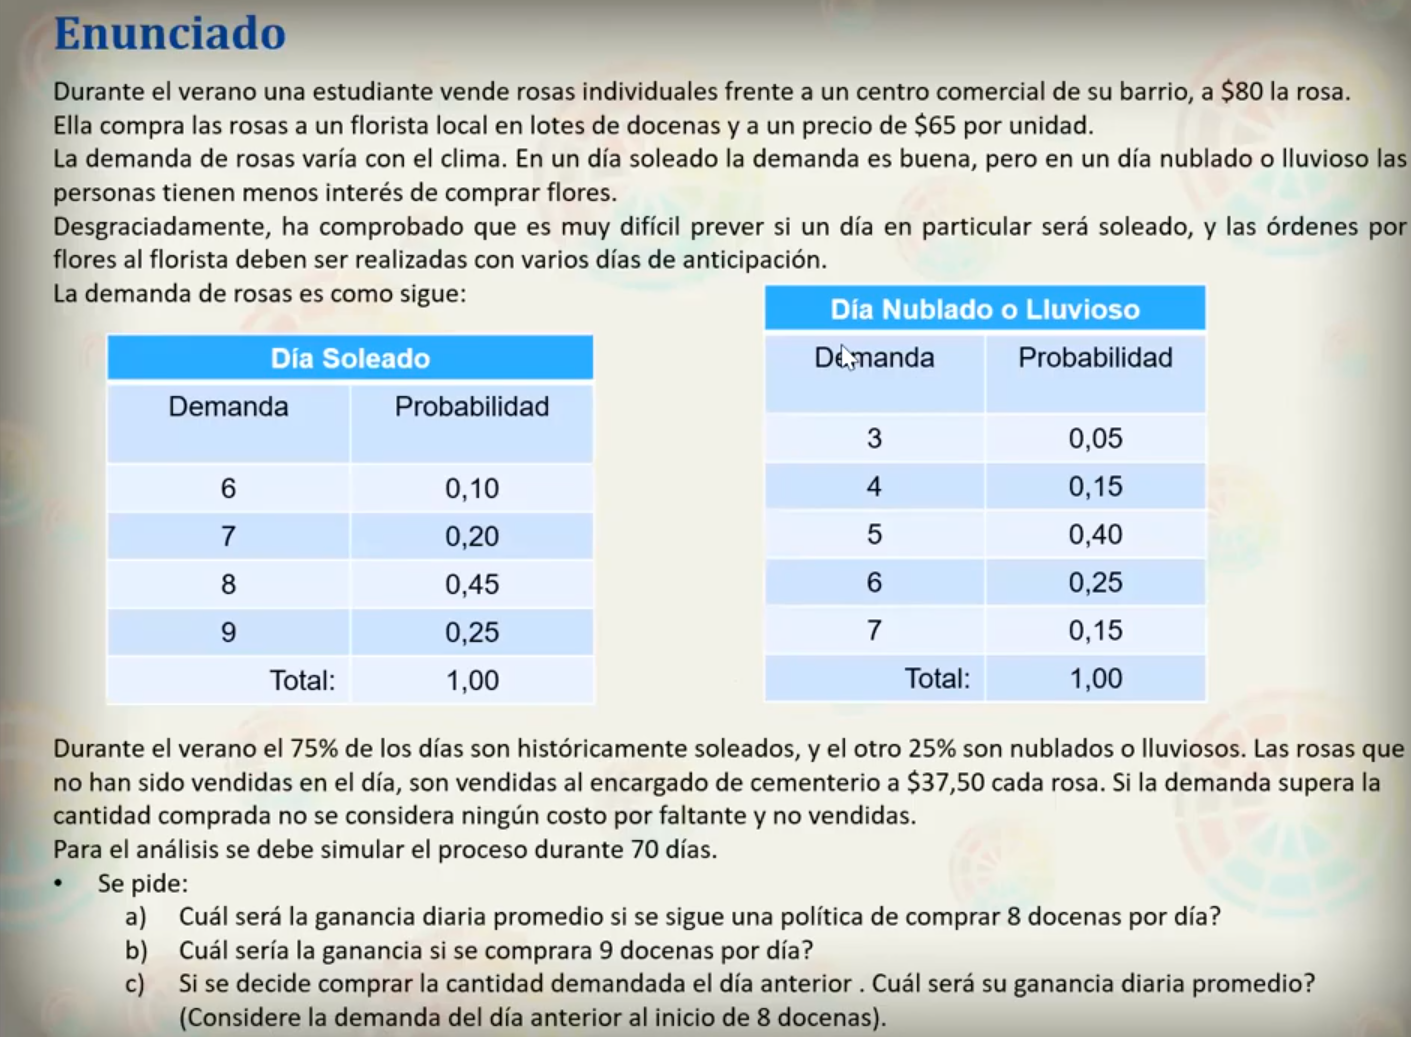 Enunciado
Durante el verano una estudiante vende rosas individuales frente a un centro comercial de su barrio, a $80 la rosa.
Ella compra las rosas a un florista local en lotes de docenas y a un precio de $65 por unidad.
La demanda de rosas varía con el clima. En un día soleado la demanda es buena, pero en un día nublado o lluvioso las
personas tienen menos interés de comprar flores.
Desgraciadamente, ha comprobado que es muy difícil prever si un día en particular será soleado, y las órdenes por
flores al florista deben ser realizadas con varios días de anticipación.
La demanda de rosas es como sigue:
Día Soleado
Demanda Probabilidad
6 0,10
7 0,20
8 0,45
9 0,25
Total: 1,00
Día Nublado o Lluvioso
Demanda Probabilidad
3 0,05
4 0,15
5 0,40
6 0,25
7 0,15
Total: 1,00
Durante el verano el 75% de los días son históricamente soleados, y el otro 25% son nublados o lluviosos. Las rosas que
no han sido vendidas en el día, son vendidas al encargado de cementerio a $37,50 cada rosa. Si la demanda supera la
cantidad comprada no se considera ningún costo por faltante y no vendidas.
Para el análisis se debe simular el proceso durante 70 días.
• Se pide:
a) Cuál será la ganancia diaria promedio si se sigue una política de comprar 8 docenas por día?
b) Cuál sería la ganancia si se comprara 9 docenas por día?
c) Si se decide comprar la cantidad demandada el día anterior . Cuál será su ganancia diaria promedio?
(Considere la demanda del día anterior al inicio de 8 docenas).